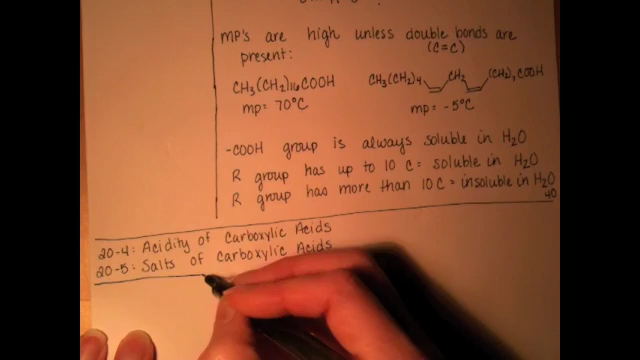 MP's are high unless double bonds are
(C=C)
present:
CH3(CH2)16COOH
CH3(CH2)4 CH2 (CH2)7COOH
mp= 70°C
mp= -5°C
-COOH group is always soluble in H2O
R group has up to 10 C= soluble in H2O
R group has more than 10 C= insoluble in H2O
40
20-4: Acidity of Carboxylic Acids
20-5: Salts of Carboxylic Acids